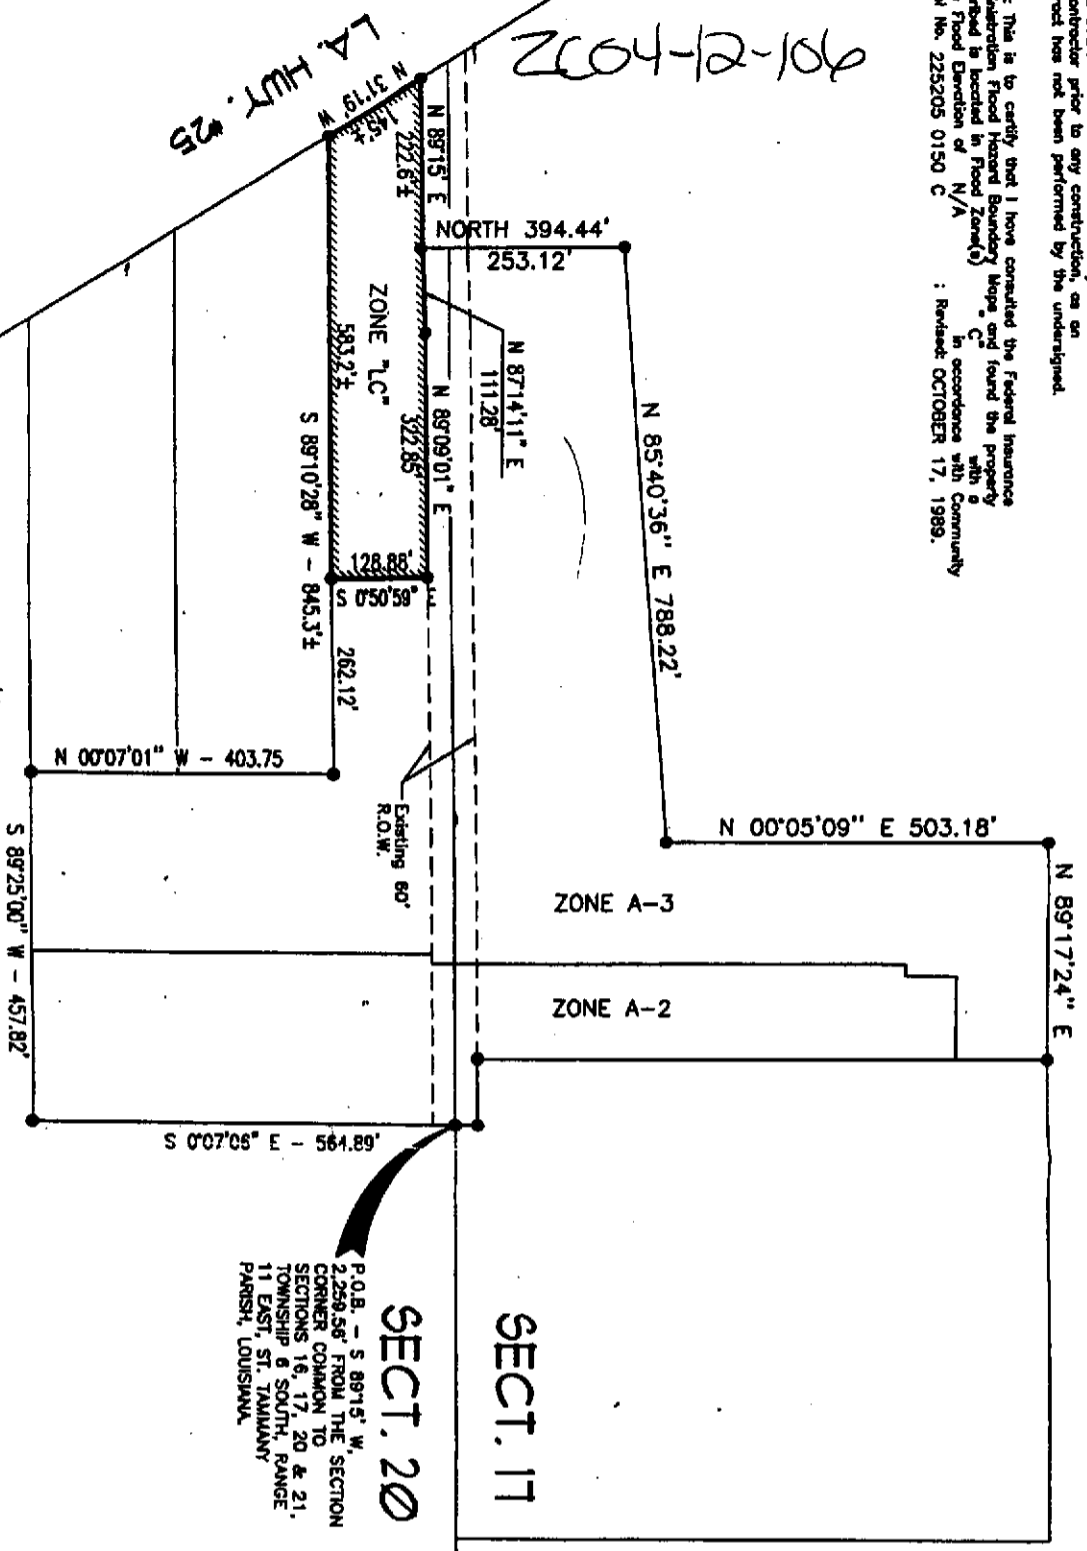 contractor prior to any construction, as an
has not been performed by the undersigned.
: This is to certify that I have consulted the Federal Insurance
Flood Hazard Boundary Maps and found the property
is located in Flood Zone(s) "C" with a
Flood Elevation of N/A in accordance with Community
No. 225205 0150 C ; Revised: OCTOBER 17, 1989.
ZC04-12-106
LA. HWY. #25
N 31°19' W
145'±
N 89°15' E
222.6'±
NORTH 394.44'
253.12'
N 87°14'11" E
111.28'
ZONE "LC"
583.2'±
N 89°09'01" E
322.85'
S 89°10'28" W - 845.3'±
128.88'
S 0°50'59"
262.12'
N 85°40'36" E 788.22'
N 00°07'01" W - 403.75
Existing 60'
R.O.W.
N 00°05'09" E 503.18'
N 89°17'24" E
ZONE A-3
ZONE A-2
S 89°25'00" W - 457.82'
S 0°07'06" E - 564.89'
P.O.B. - S 89°15' W,
2,259.56' FROM THE SECTION
CORNER COMMON TO
SECTIONS 16, 17, 20 & 21,
TOWNSHIP 6 SOUTH, RANGE
11 EAST, ST. TAMMANY
PARISH, LOUISIANA
SECT. 17
SECT. 20